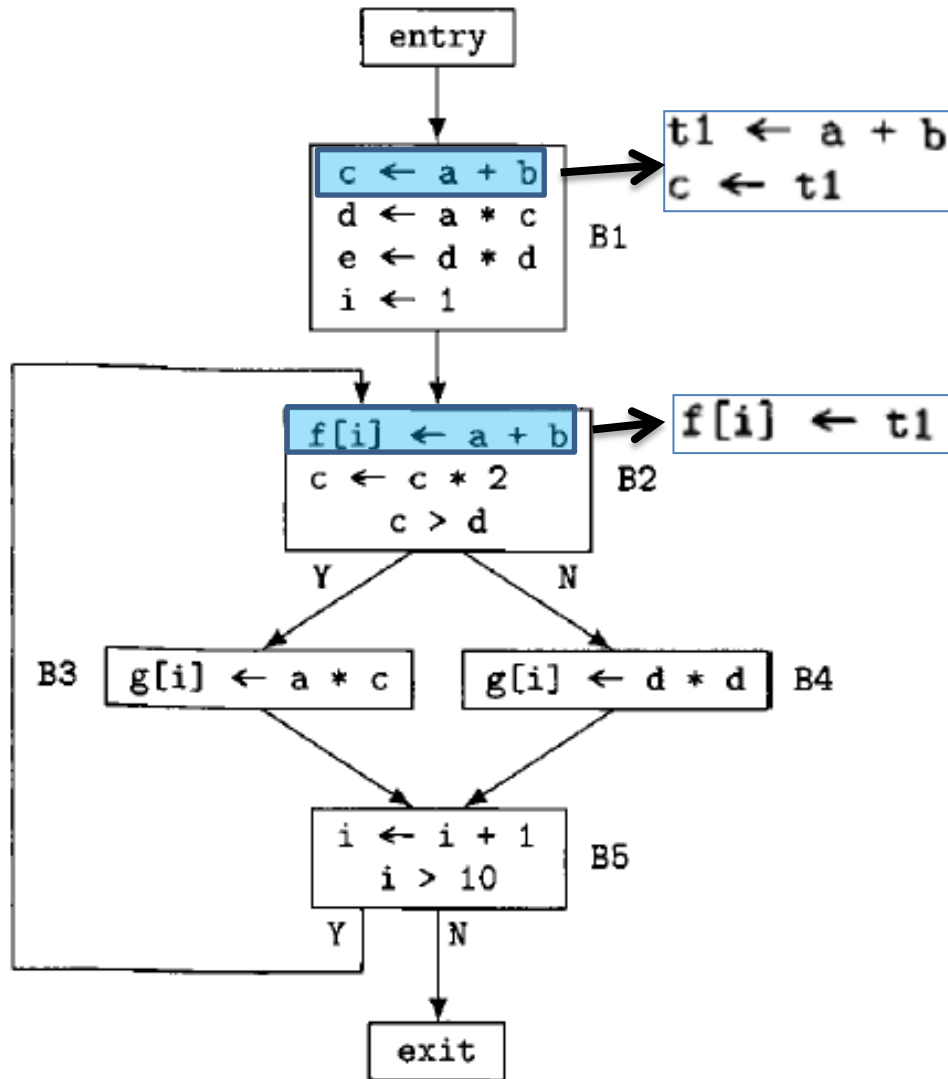 entry
c ← a + b
d ← a * c
e ← d * d
i ← 1
B1
t1 ← a + b
c ← t1
f[i] ← a + b
c ← c * 2
c > d
B2
f[i] ← t1
Y
N
B3
g[i] ← a * c
g[i] ← d * d
B4
i ← i + 1
i > 10
B5
Y
N
exit